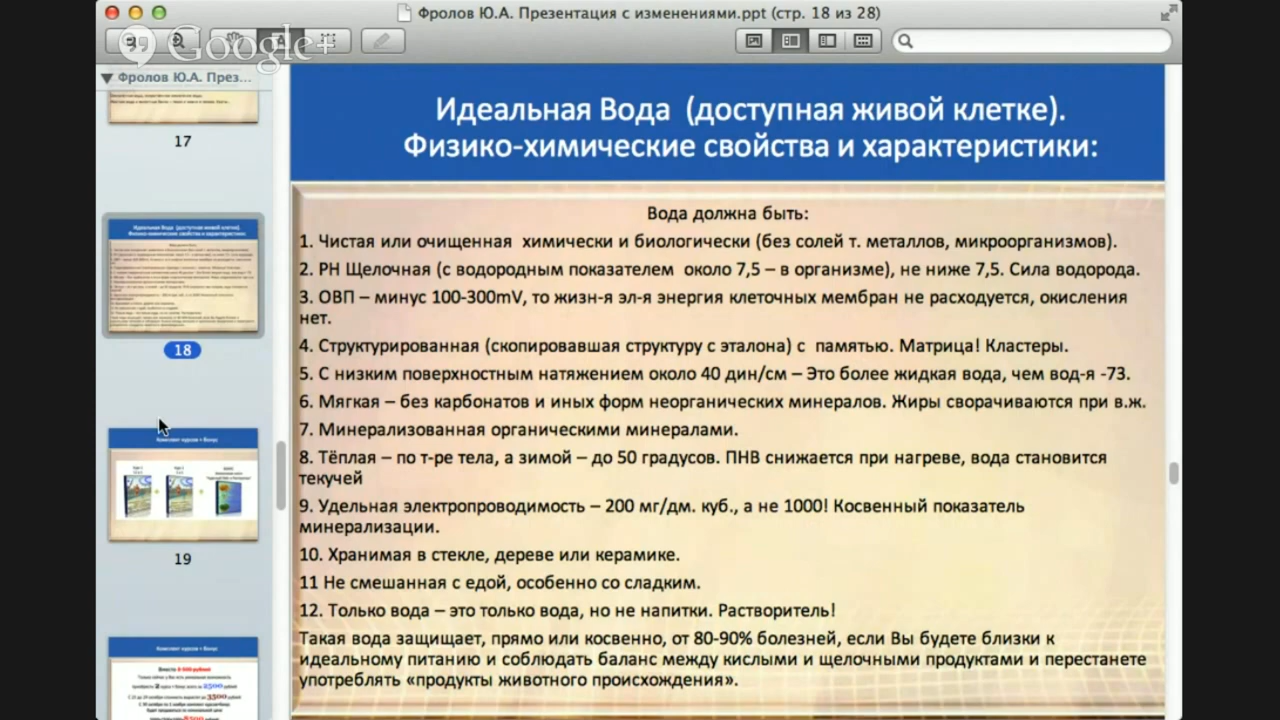 Фролов Ю.А. Презентация с изменениями.ppt (стр. 18 из 28)
Google+
Фролов Ю.А. През...
17
18
19
Комплект курсов + Бонус
Комплект курсов + Бонус
Идеальная Вода (доступная живой клетке).
Физико-химические свойства и характеристики:
Вода должна быть:
1. Чистая или очищенная химически и биологически (без солей т. металлов, микроорганизмов).
2. РН Щелочная (с водородным показателем около 7,5 – в организме), не ниже 7,5. Сила водорода.
3. ОВП – минус 100-300mV, то жизн-я эл-я энергия клеточных мембран не расходуется, окисления
нет.
4. Структурированная (скопировавшая структуру с эталона) с памятью. Матрица! Кластеры.
5. С низким поверхностным натяжением около 40 дин/см – Это более жидкая вода, чем вод-я -73.
6. Мягкая – без карбонатов и иных форм неорганических минералов. Жиры сворачиваются при в.ж.
7. Минерализованная органическими минералами.
8. Тёплая – по т-ре тела, а зимой – до 50 градусов. ПНВ снижается при нагреве, вода становится
текучей
9. Удельная электропроводимость – 200 мг/дм. куб., а не 1000! Косвенный показатель
минерализации.
10. Хранимая в стекле, дереве или керамике.
11 Не смешанная с едой, особенно со сладким.
12. Только вода – это только вода, но не напитки. Растворитель!
Такая вода защищает, прямо или косвенно, от 80-90% болезней, если Вы будете близки к
идеальному питанию и соблюдать баланс между кислыми и щелочными продуктами и перестанете
употреблять «продукты животного происхождения».